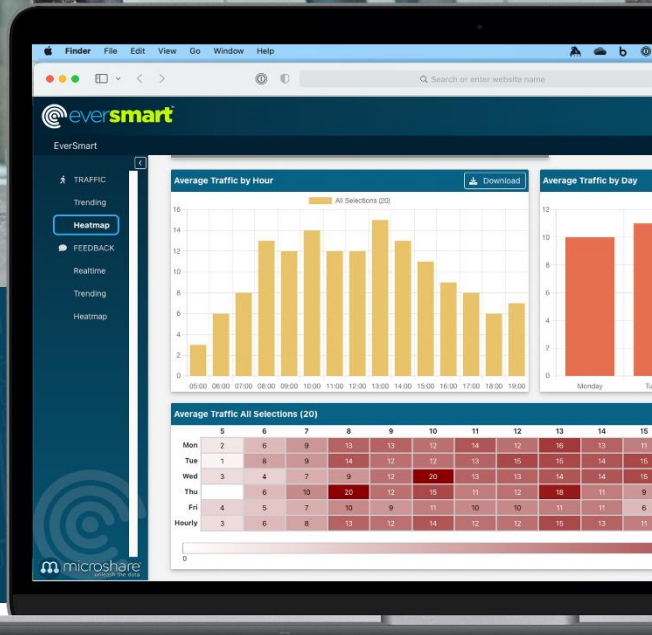 Finder File Edit View Go Window Help
Search or enter website name
eversmart
EverSmart
TRAFFIC
Trending
Heatmap
FEEDBACK
Realtime
Trending
Heatmap
microshare
unleash the data
Average Traffic by Hour Download
All Selections (20)
16
14
12
10
8
6
4
2
0
05:00 06:00 07:00 08:00 09:00 10:00 11:00 12:00 13:00 14:00 15:00 16:00 17:00 18:00 19:00
Average Traffic by Day
12
10
8
6
4
2
0
Monday Tu
Average Traffic All Selections (20)
5 6 7 8 9 10 11 12 13 14 15
Mon 2 6 9 13 13 12 14 12 16 13 11
Tue 1 8 9 14 12 12 13 15 15 14 15
Wed 3 4 7 9 12 20 13 13 14 14 15
Thu 6 10 20 12 15 11 12 18 11 9
Fri 4 5 7 10 9 11 10 10 11 11 6
Hourly 3 6 8 13 12 14 12 12 15 13 11
0